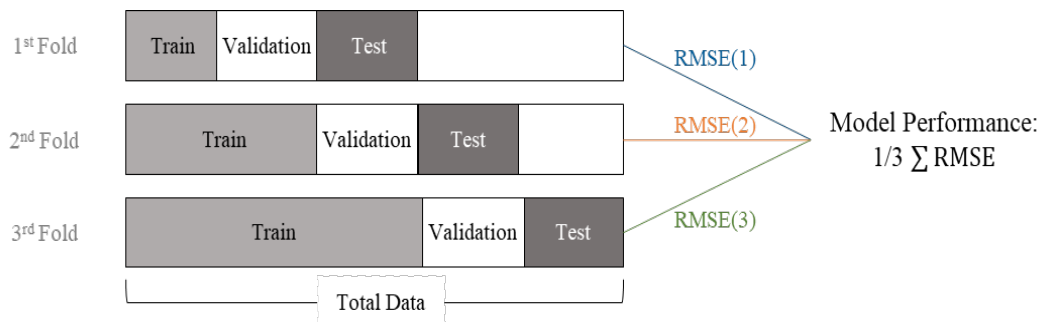 1st Fold
Train
Validation
Test
RMSE(1)
2nd Fold
Train
Validation
Test
RMSE(2)
Model Performance:
1/3 ∑ RMSE
3rd Fold
Train
Validation
Test
RMSE(3)
Total Data